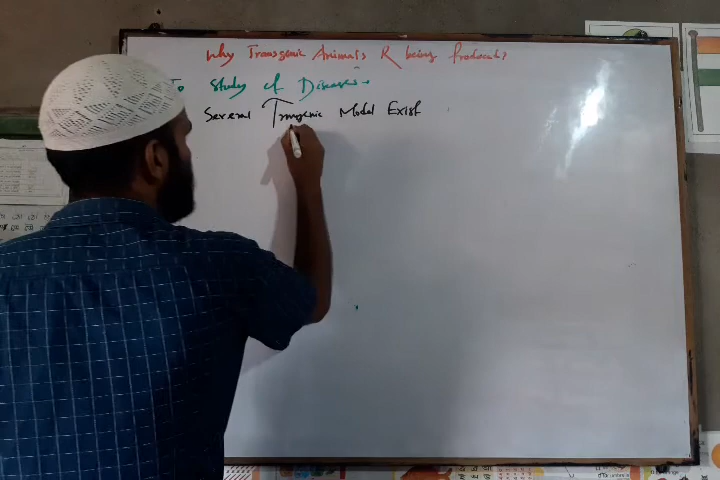 Why Transgenic Animals R being Produced?
To Study of Diseases
Several Transgenic Model Exist